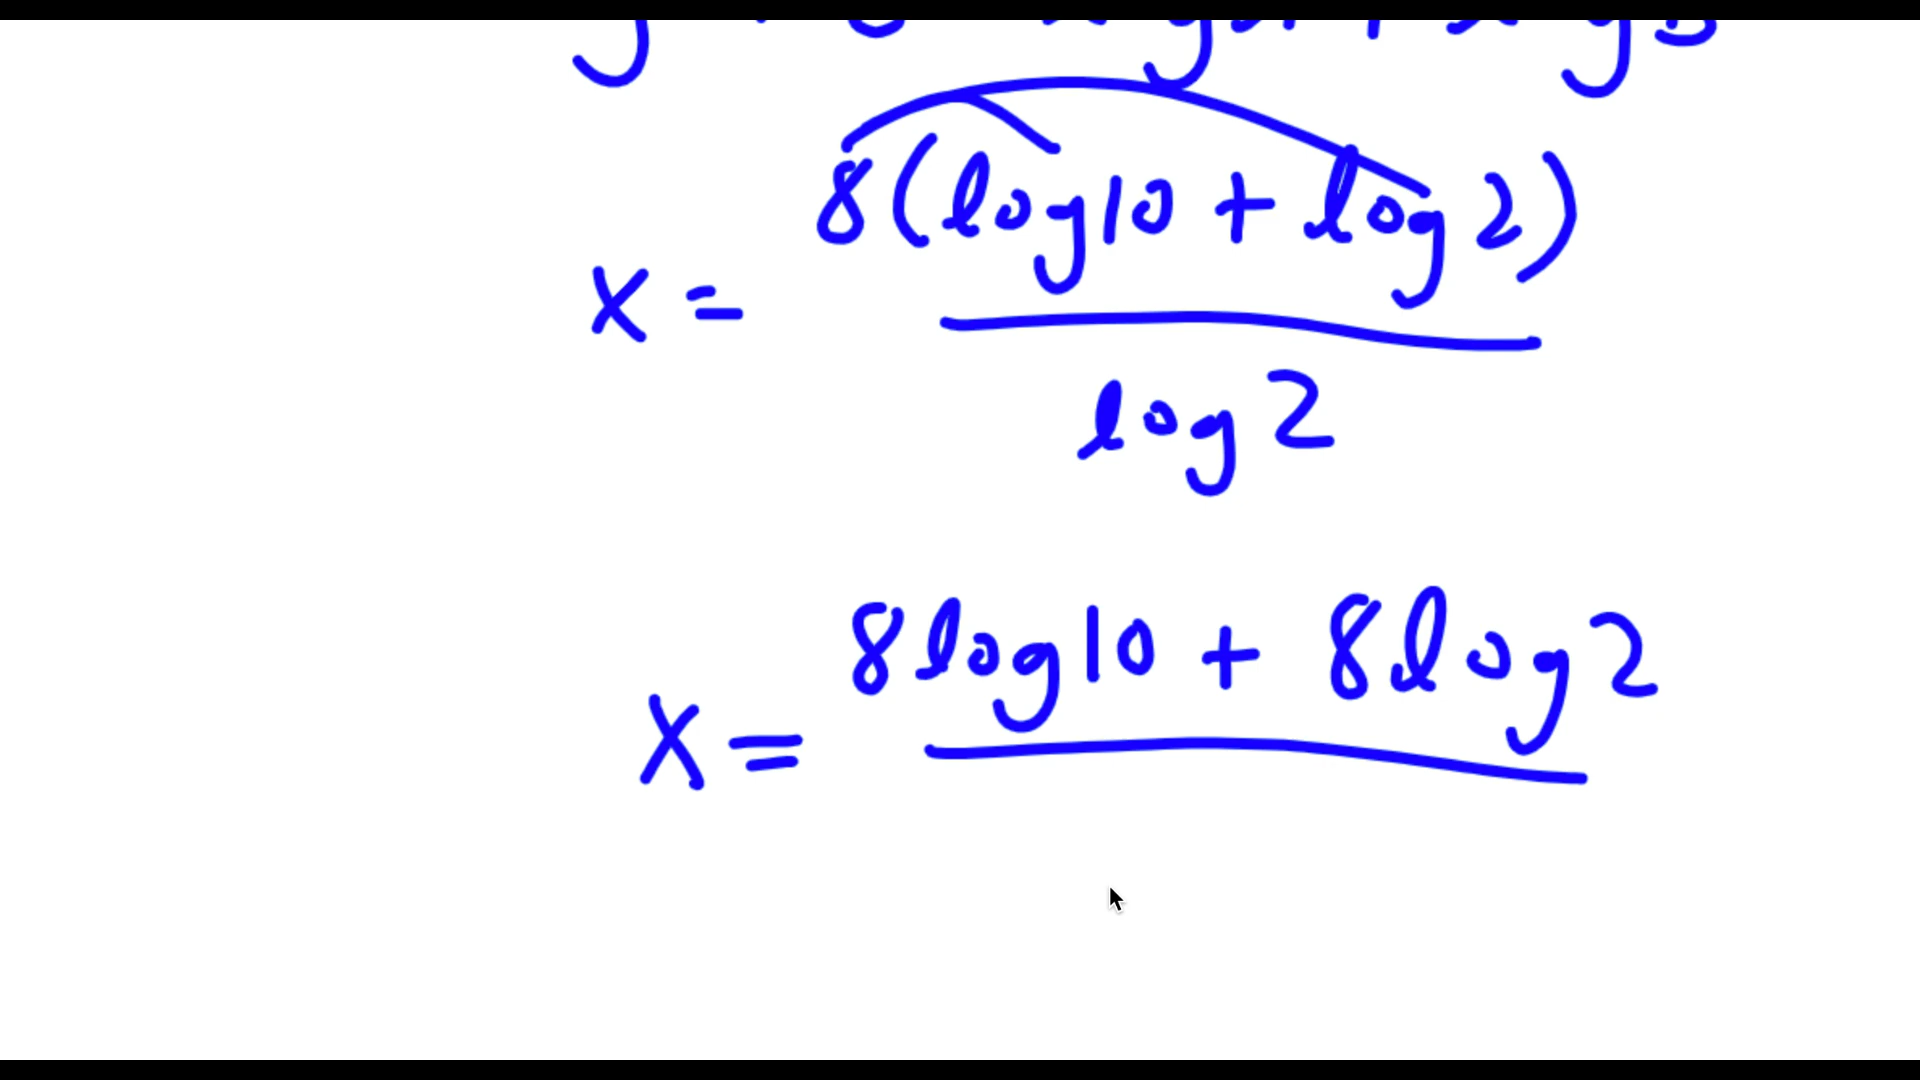 8(log10 + log2)
x =
log2
8log10 + 8log2
x =